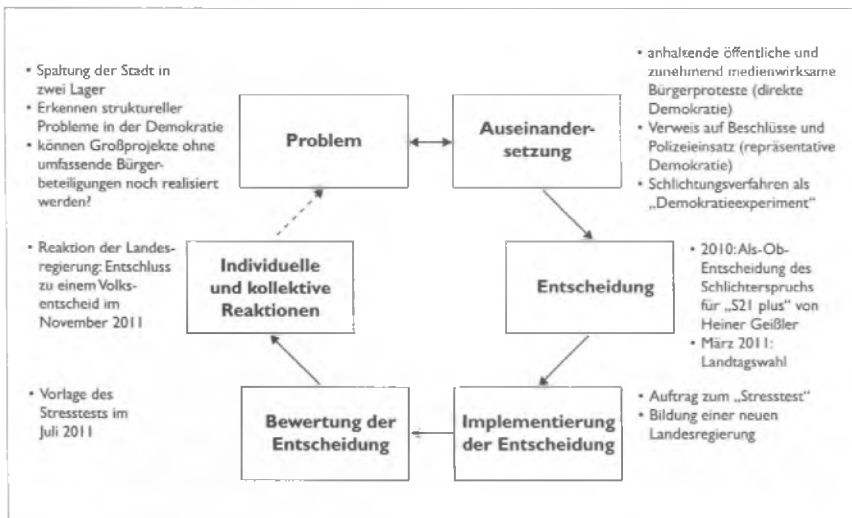 • Spaltung der Stadt in
zwei Lager
• Erkennen struktureller
Probleme in der Demokratie
• können Großprojekte ohne
umfassende Bürger-
beteiligungen noch realisiert
werden?
Problem
Auseinander-
setzung
• anhaltende öffentliche und
zunehmend medienwirksame
Bürgerproteste (direkte
Demokratie)
• Verweis auf Beschlüsse und
Polizeieinsatz (repräsentative
Demokratie)
• Schlichtungsverfahren als
„Demokratieexperiment“
• Reaktion der Landes-
regierung: Entschluss
zu einem Volks-
entscheid im
November 2011
Individuelle
und kollektive
Reaktionen
Entscheidung
• 2010: Als-Ob-
Entscheidung des
Schlichterspruchs
für „S21 plus“ von
Heiner Geißler
• März 2011:
Landtagswahl
• Vorlage des
Stresstests im
Juli 2011
Bewertung der
Entscheidung
Implementierung
der Entscheidung
• Auftrag zum „Stresstest“
• Bildung einer neuen
Landesregierung